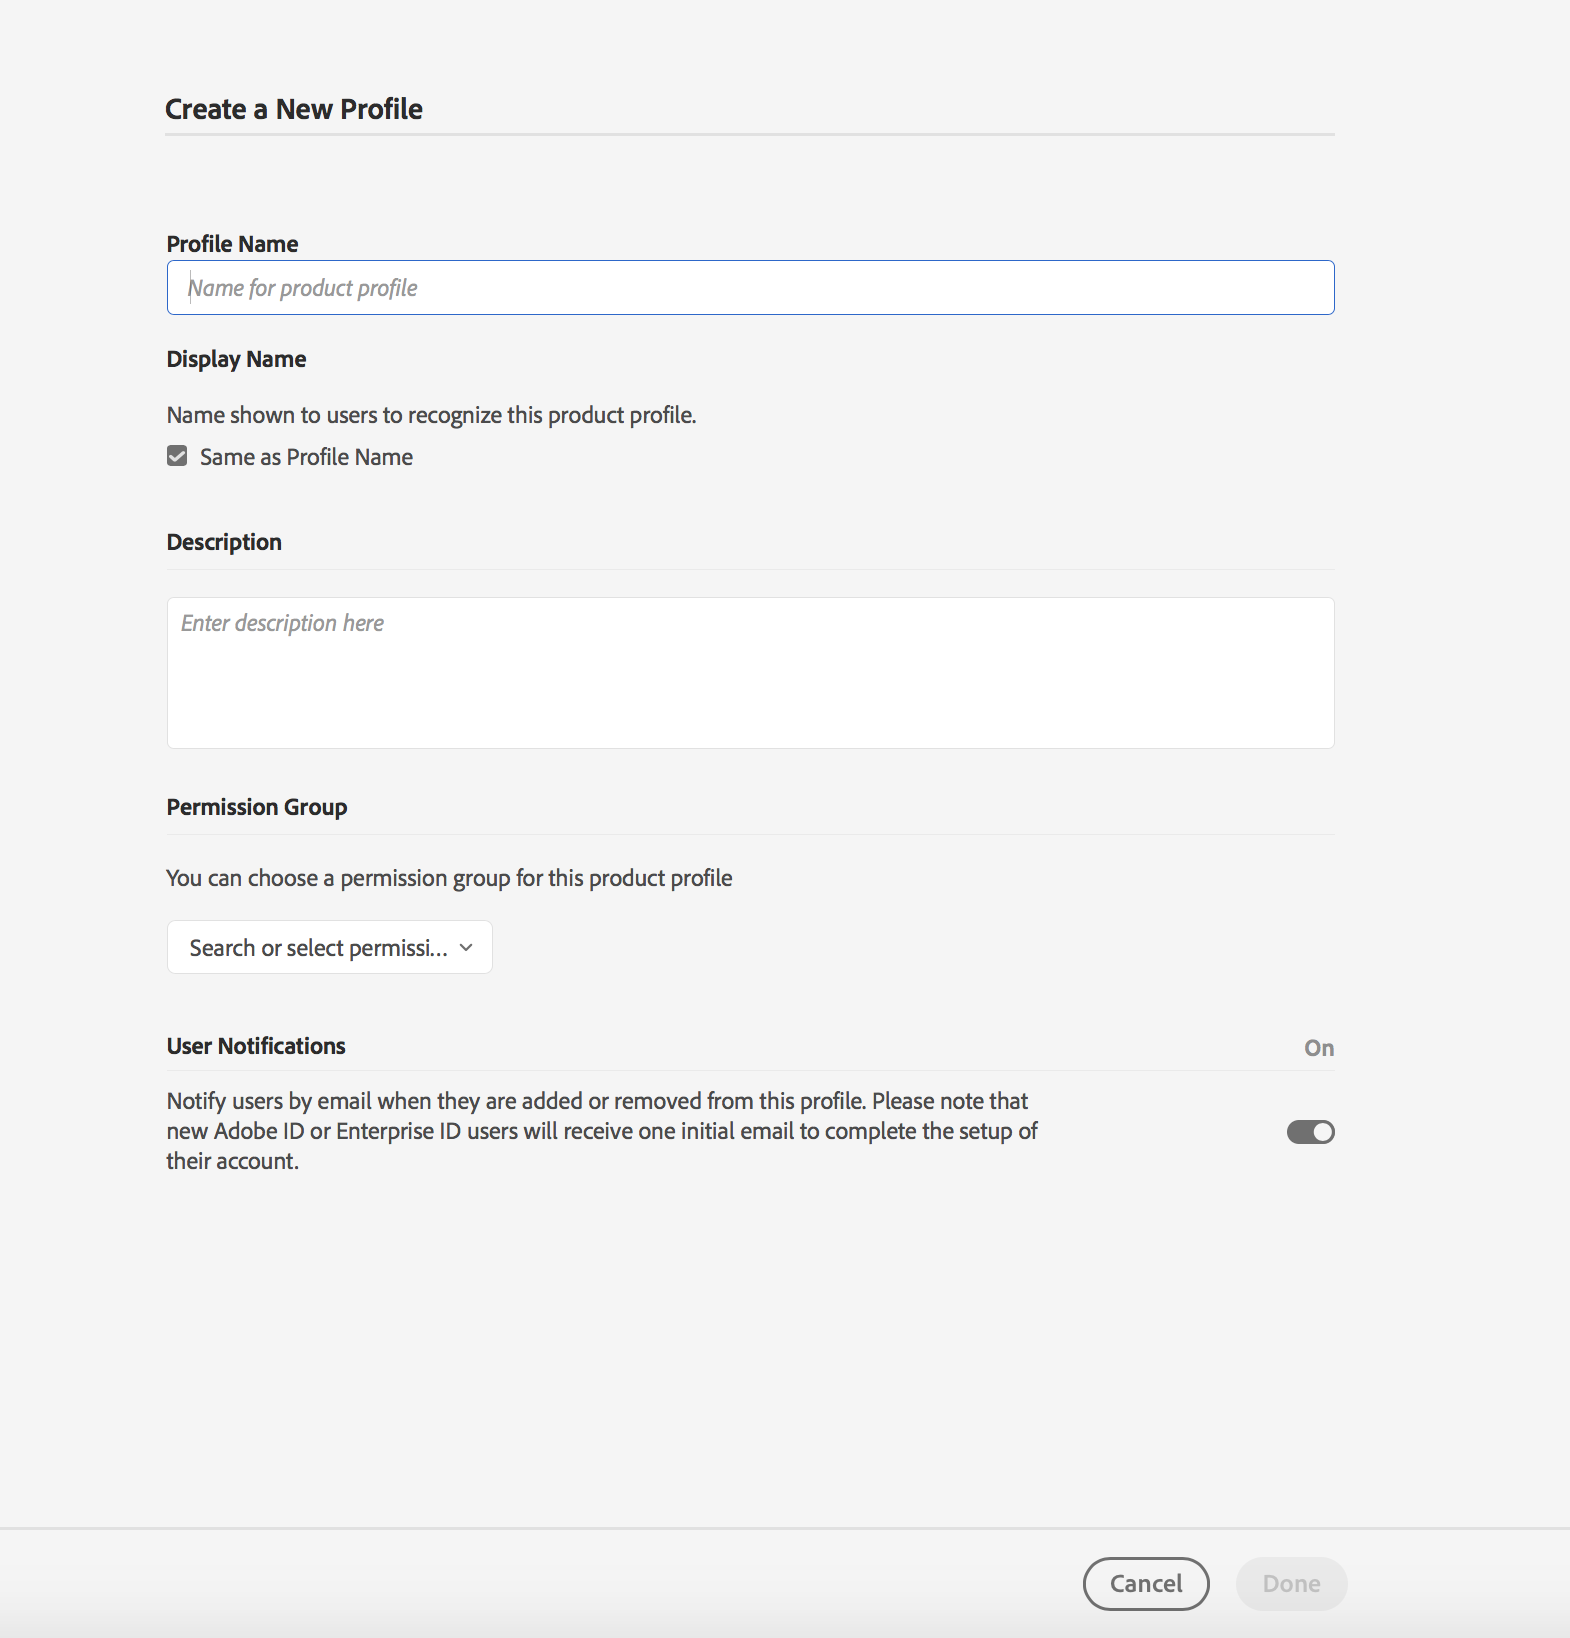 Create a New Profile
Profile Name
Name for product profile
Display Name
Name shown to users to recognize this product profile.
Same as Profile Name
Description
Enter description here
Permission Group
You can choose a permission group for this product profile
Search or select permissi...
User Notifications
On
Notify users by email when they are added or removed from this profile. Please note that
new Adobe ID or Enterprise ID users will receive one initial email to complete the setup of
their account.
Cancel
Done